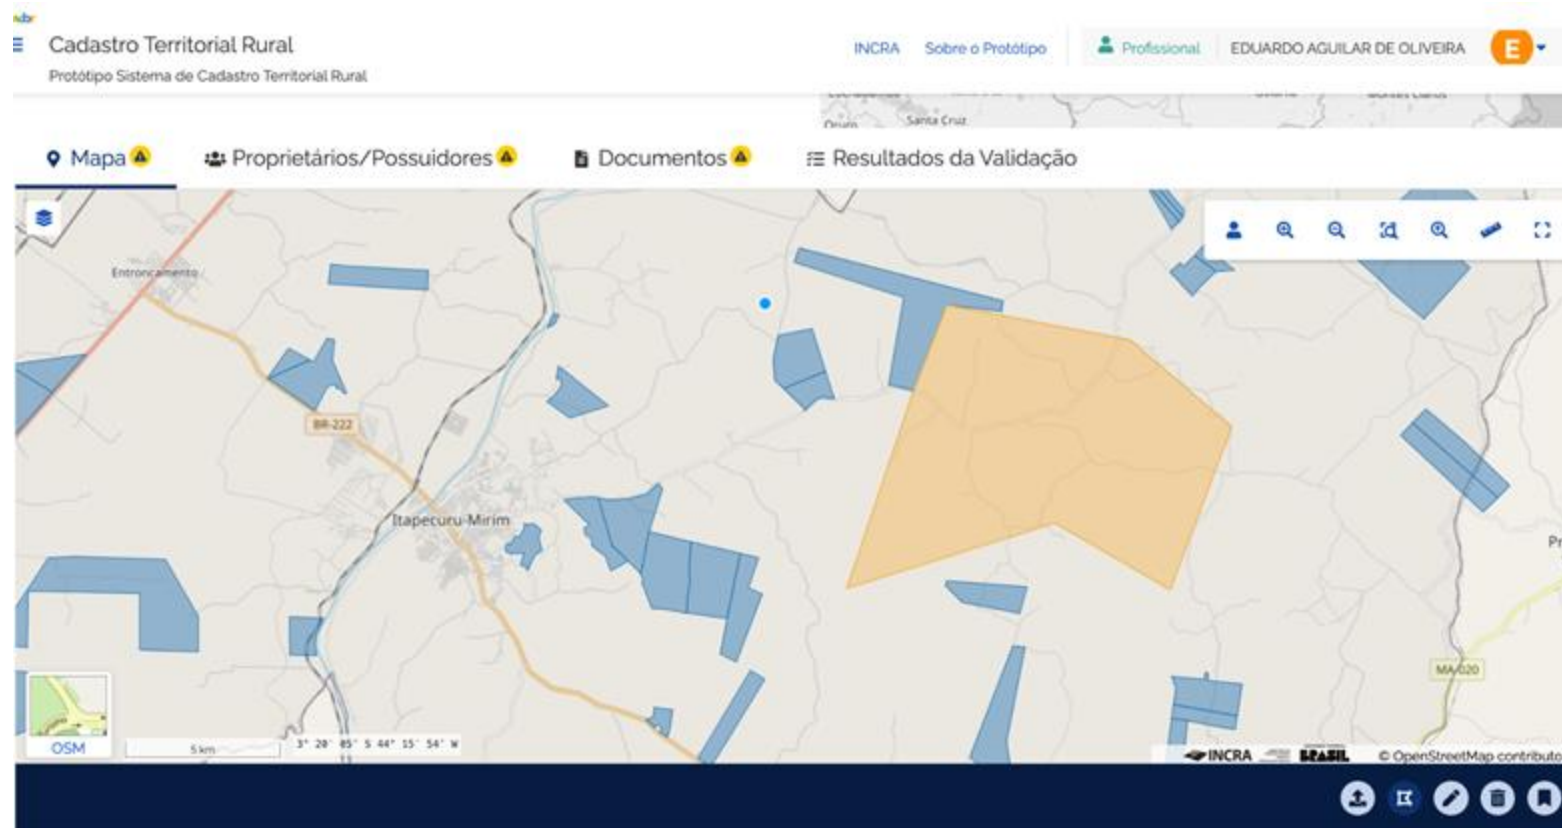 Cadastro Territorial Rural
INCRA Sobre o Protótipo Profissional EDUARDO AGUILAR DE OLIVEIRA E
Protótipo Sistema de Cadastro Territorial Rural
Oruro Santa Cruz
Mapa Proprietários/Possuidores Documentos Resultados da Validação
Entroncamento
BR-222
Itapecuru-Mirim
Pr
MA-020
OSM
5 km
3° 20′ 05″ S 44° 15′ 54″ W
INCRA BRASIL © OpenStreetMap contributo